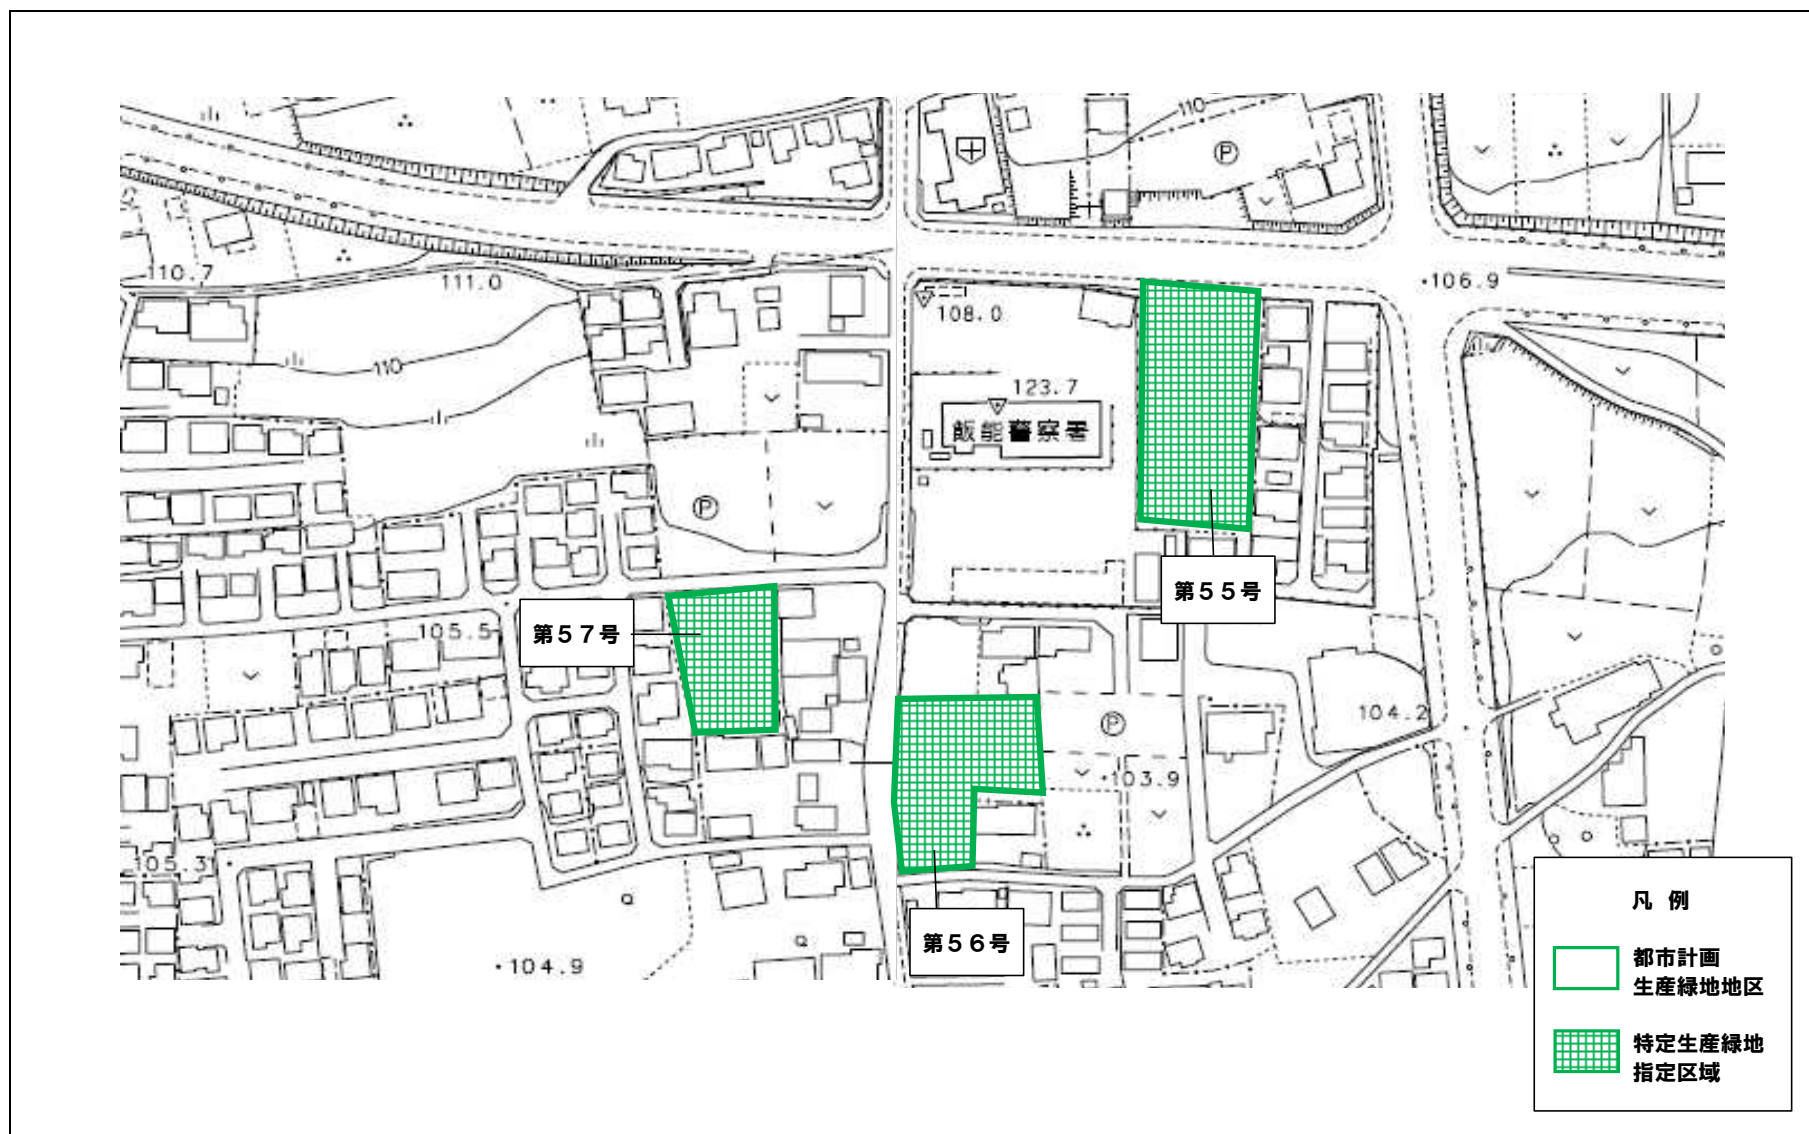 110
Ⓟ
110.7
111.0
・106.9
108.0
110
123.7
飯能警察署
Ⓟ
第55号
第57号
105.5
104.2
Ⓟ
・103.9
105.3
第56号
・104.9
凡 例
都市計画
生産緑地地区
特定生産緑地
指定区域